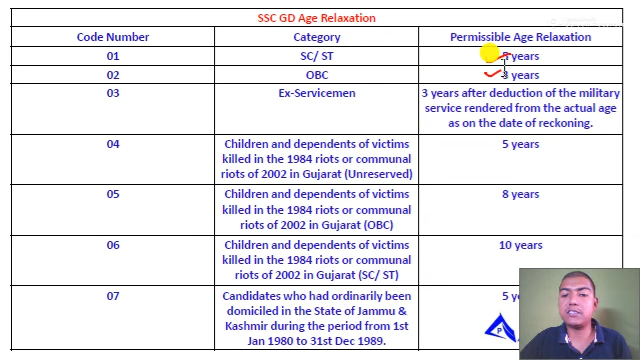 SSC GD Age Relaxation
Code Number Category Permissible Age Relaxation
01 SC/ ST 5 years
02 OBC 3 years
03 Ex-Servicemen 3 years after deduction of the military
service rendered from the actual age
as on the date of reckoning.
04 Children and dependents of victims 5 years
killed in the 1984 riots or communal
riots of 2002 in Gujarat (Unreserved)
05 Children and dependents of victims 8 years
killed in the 1984 riots or communal
riots of 2002 in Gujarat (OBC)
06 Children and dependents of victims 10 years
killed in the 1984 riots or communal
riots of 2002 in Gujarat (SC/ ST)
07 Candidates who had ordinarily been 5
domiciled in the State of Jammu &
Kashmir during the period from 1st
Jan 1980 to 31st Dec 1989.
P